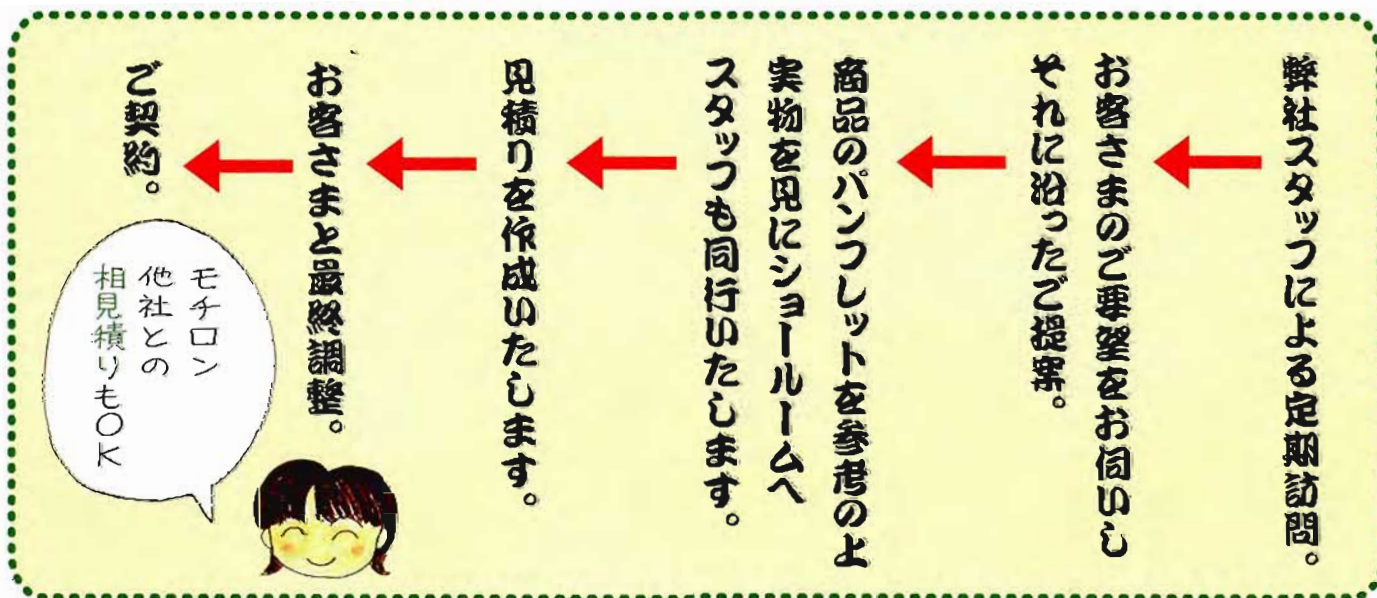 弊社スタッフによる定期訪問。
お客さまのご要望をお伺いし
それに沿ったご提案。
商品のパンフレットを参考の上
実物を見にショールームへ
スタッフも同行いたします。
見積りを作成いたします。
お客さまと最終調整。
ご契約。
モチロン
他社との
相見積りもOK